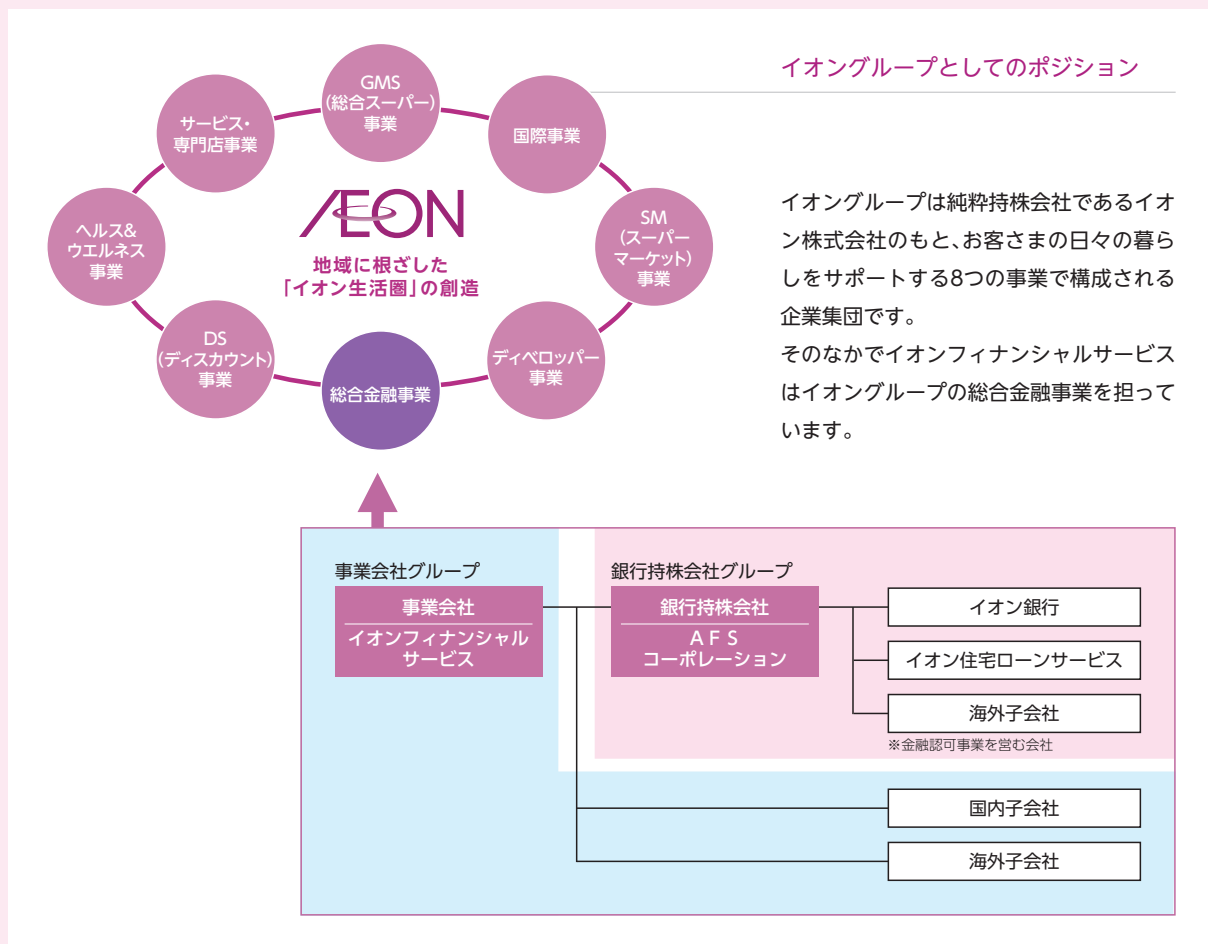 イオングループとしてのポジション
GMS
(総合スーパー)
事業
国際事業
SM
(スーパー
マーケット)
事業
ディベロッパー
事業
総合金融事業
DS
(ディスカウント)
事業
ヘルス&
ウエルネス
事業
サービス・
専門店事業
ÆON
地域に根ざした
「イオン生活圏」の創造
イオングループは純粋持株会社であるイオ
ン株式会社のもと、お客さまの日々の暮ら
しをサポートする8つの事業で構成される
企業集団です。
そのなかでイオンフィナンシャルサービス
はイオングループの総合金融事業を担って
います。
事業会社グループ
事業会社
イオンフィナンシャル
サービス
銀行持株会社グループ
銀行持株会社
AFS
コーポレーション
イオン銀行
イオン住宅ローンサービス
海外子会社
※金融認可事業を営む会社
国内子会社
海外子会社